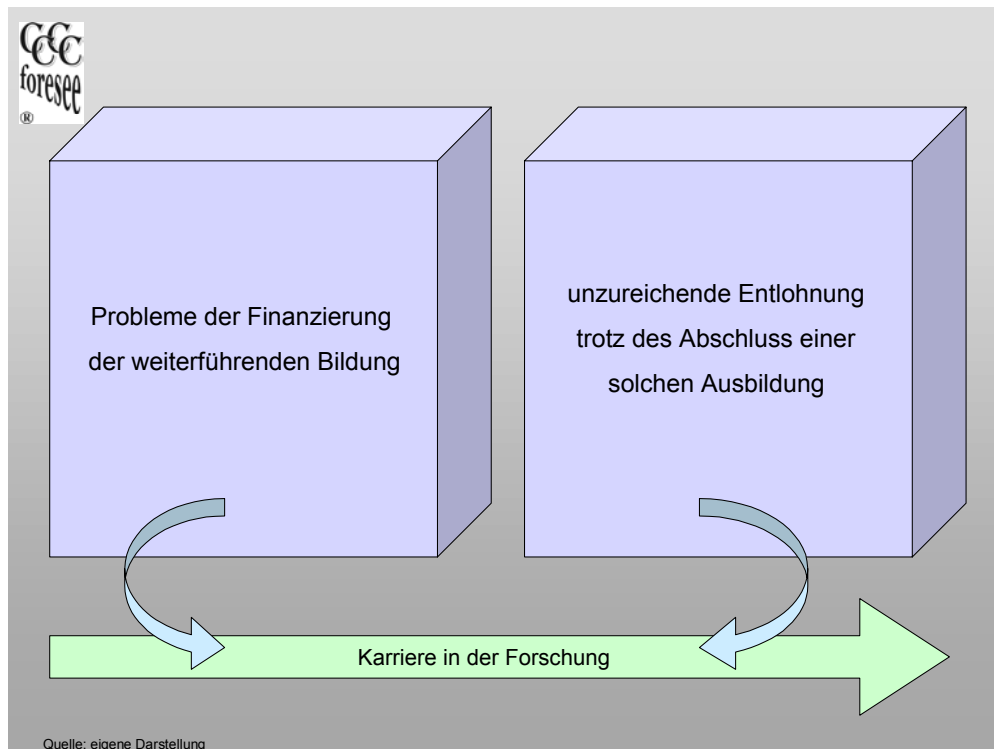 CCCC
foresee
®
Probleme der Finanzierung
der weiterführenden Bildung
unzureichende Entlohnung
trotz des Abschluss einer
solchen Ausbildung
Karriere in der Forschung
Quelle: eigene Darstellung